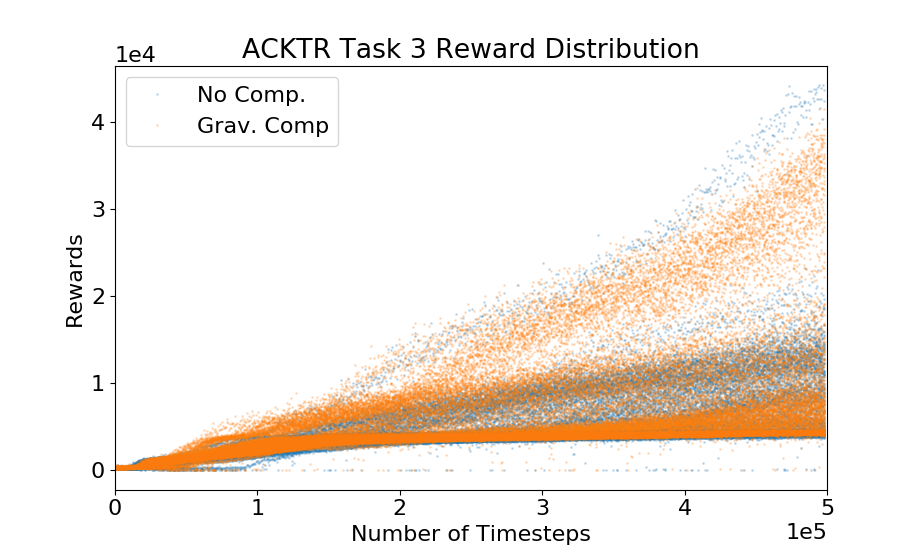 ACKTR Task 3 Reward Distribution
1e4
No Comp.
Grav. Comp
4
3
2
1
0
Rewards
0 1 2 3 4 5
Number of Timesteps
1e5